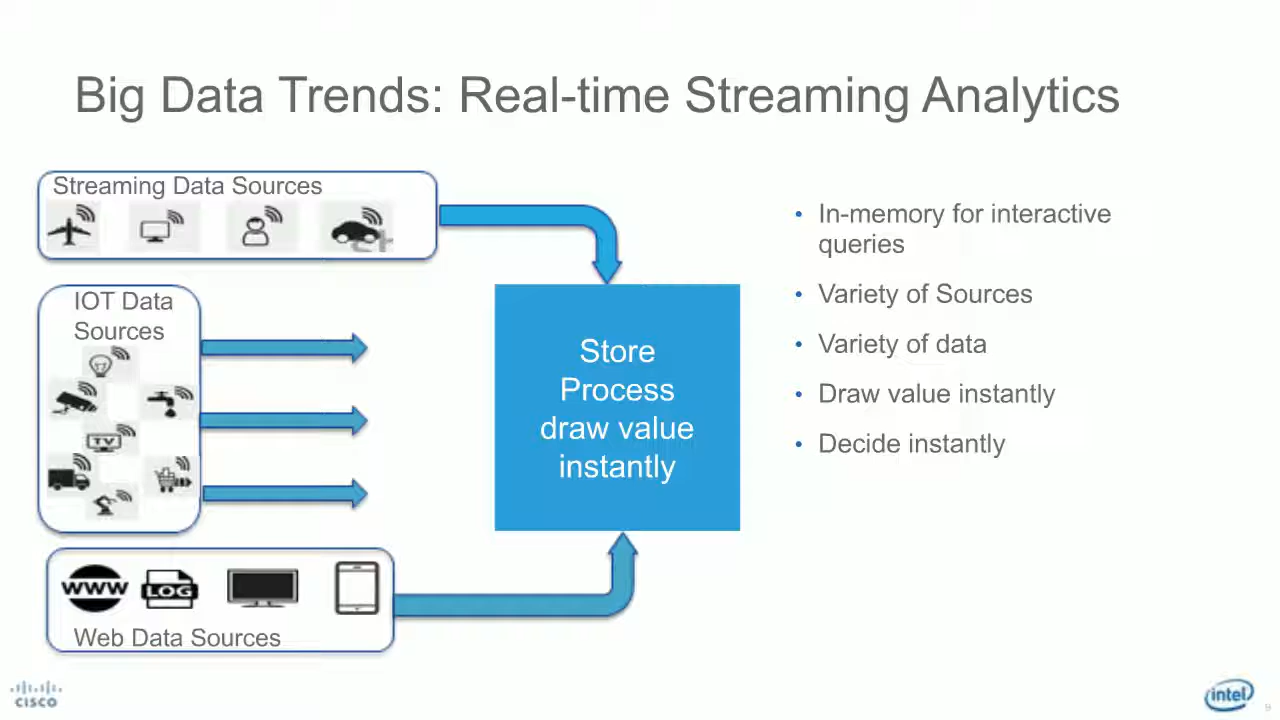 Big Data Trends: Real-time Streaming Analytics
Streaming Data Sources
IOT Data
Sources
TV
WWW
LOG
Web Data Sources
Store
Process
draw value
instantly
• In-memory for interactive
queries
• Variety of Sources
• Variety of data
• Draw value instantly
• Decide instantly
CISCO
intel
9